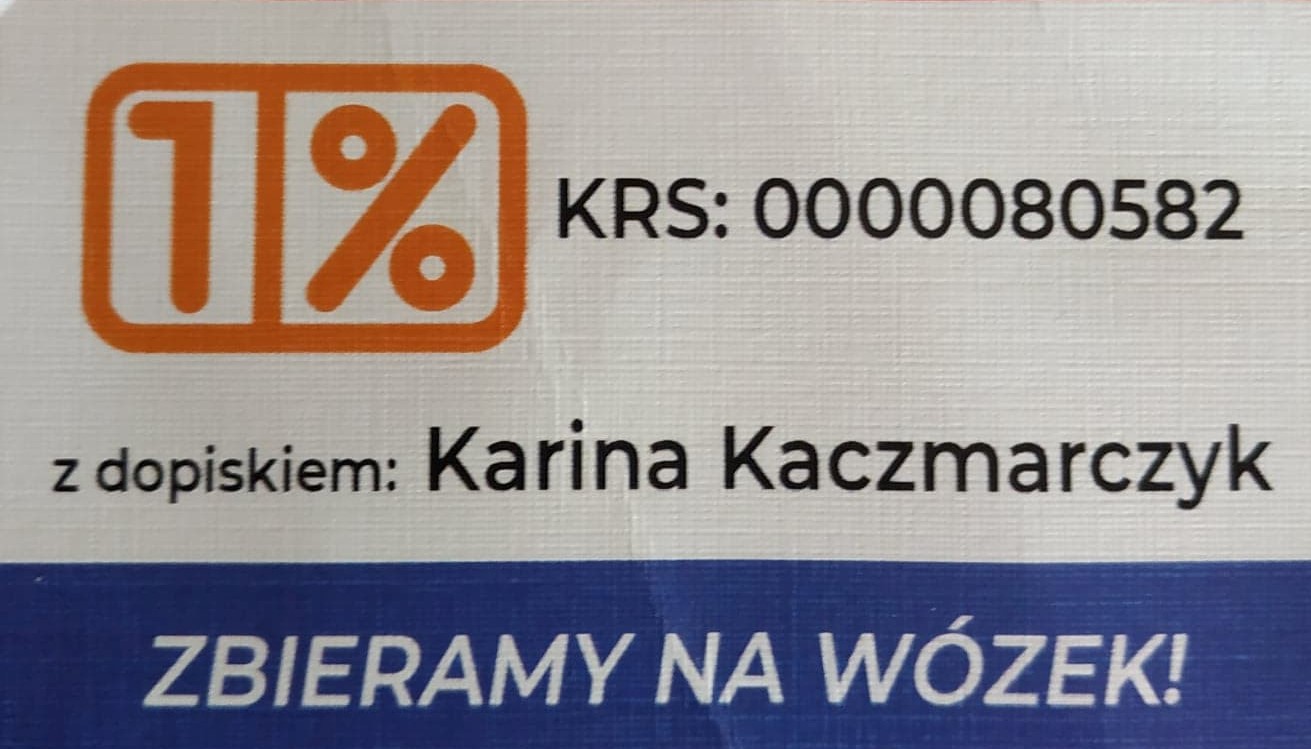 1%
KRS: 0000080582
z dopiskiem: Karina Kaczmarczyk
ZBIERAMY NA WÓZEK!